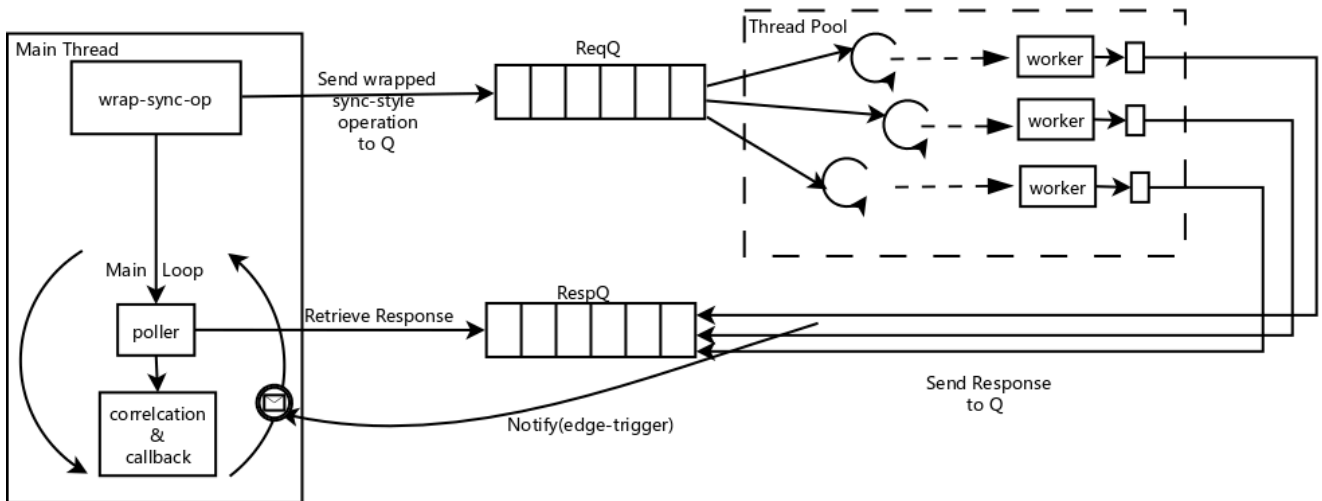 Main Thread
wrap-sync-op
Send wrapped
sync-style
operation
to Q
ReqQ
Thread Pool
worker
worker
worker
Main Loop
poller
Retrieve Response
RespQ
correlcation
&
callback
Notify(edge-trigger)
Send Response
to Q